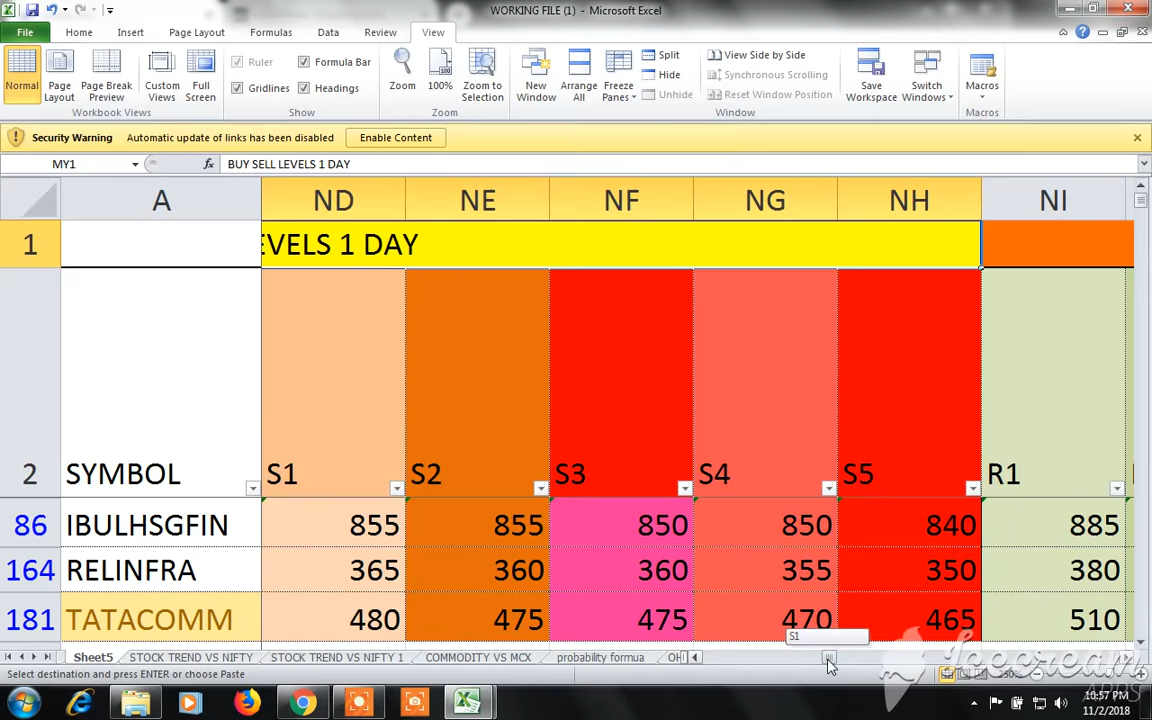 WORKING FILE (1) - Microsoft Excel
File Home Insert Page Layout Formulas Data Review View
Normal
Page Layout
Page Break Preview
Custom Views
Full Screen
Workbook Views
Ruler
Formula Bar
Gridlines
Headings
Show
Zoom
100%
Zoom to Selection
Zoom
New Window
Arrange All
Freeze Panes
Split
Hide
Unhide
View Side by Side
Synchronous Scrolling
Reset Window Position
Window
Save Workspace
Switch Windows
Macros
Macros
Security Warning Automatic update of links has been disabled Enable Content
MY1 fx BUY SELL LEVELS 1 DAY
A ND NE NF NG NH NI
1 EVELS 1 DAY
2 SYMBOL S1 S2 S3 S4 S5 R1
86 IBULHSGFIN 855 855 850 850 840 885
164 RELINFRA 365 360 360 355 350 380
181 TATACOMM 480 475 475 470 465 510
S1
Sheet5 STOCK TREND VS NIFTY STOCK TREND VS NIFTY 1 COMMODITY VS MCX probability formua
Select destination and press ENTER or choose Paste 250%
Icecream
APPS
10:57 PM
11/2/2018